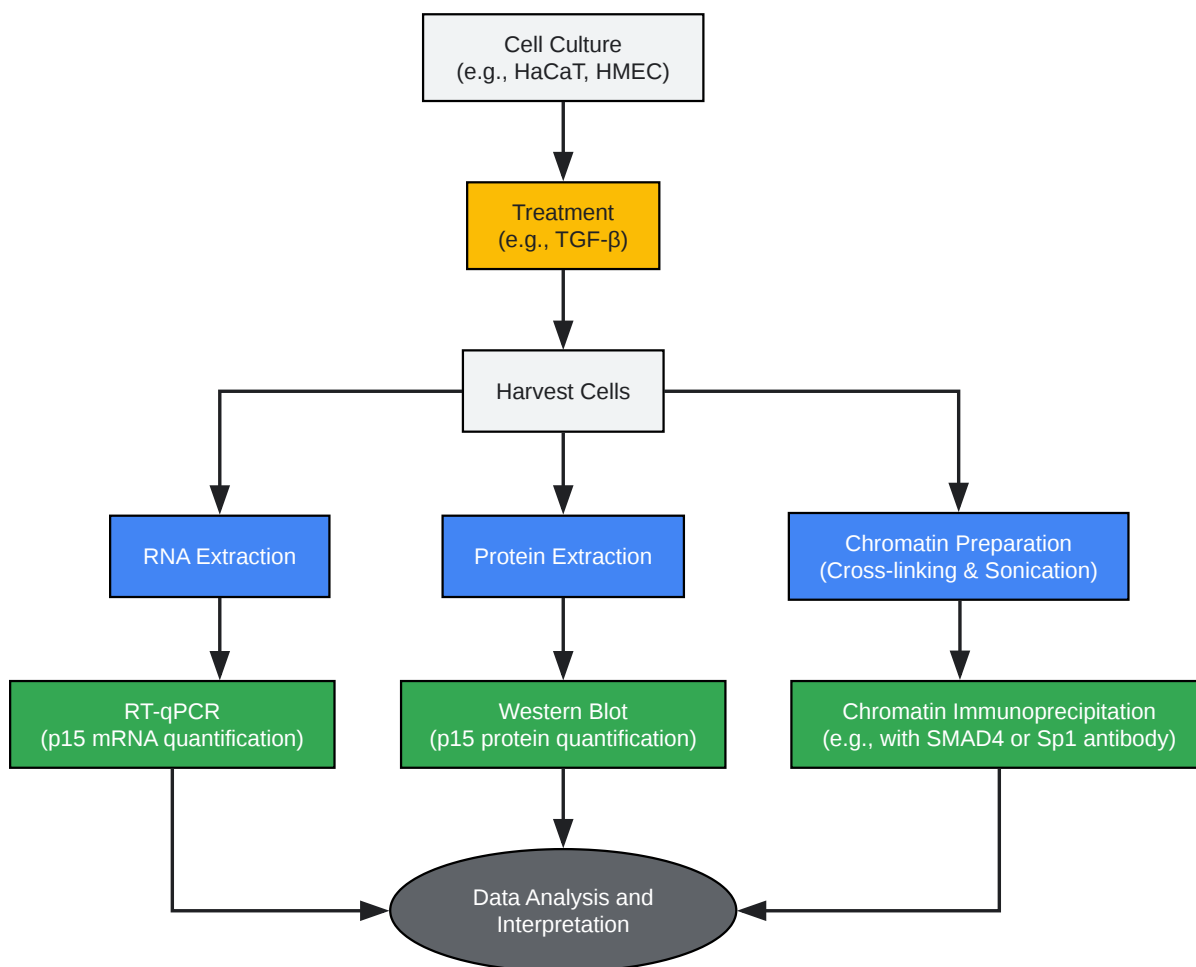 Cell Culture
(e.g., HaCaT, HMEC)
Treatment
(e.g., TGF-β)
Harvest Cells
RNA Extraction
Protein Extraction
Chromatin Preparation
(Cross-linking & Sonication)
RT-qPCR
(p15 mRNA quantification)
Western Blot
(p15 protein quantification)
Chromatin Immunoprecipitation
(e.g., with SMAD4 or Sp1 antibody)
Data Analysis and
Interpretation